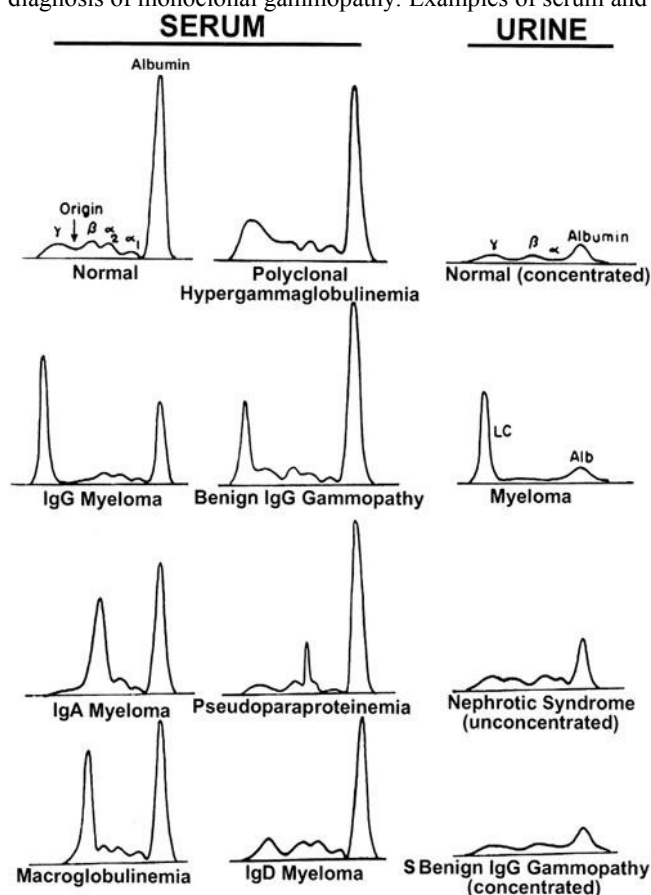 diagnosis of monoclonal gammopathy. Examples of serum and
SERUM
URINE
Albumin
Origin
γ β α2 α1
Normal
Polyclonal
Hypergammaglobulinemia
γ β α Albumin
Normal (concentrated)
IgG Myeloma
Benign IgG Gammopathy
LC
Alb
Myeloma
IgA Myeloma
Pseudoparaproteinemia
Nephrotic Syndrome
(unconcentrated)
Macroglobulinemia
IgD Myeloma
S Benign IgG Gammopathy
(concentrated)